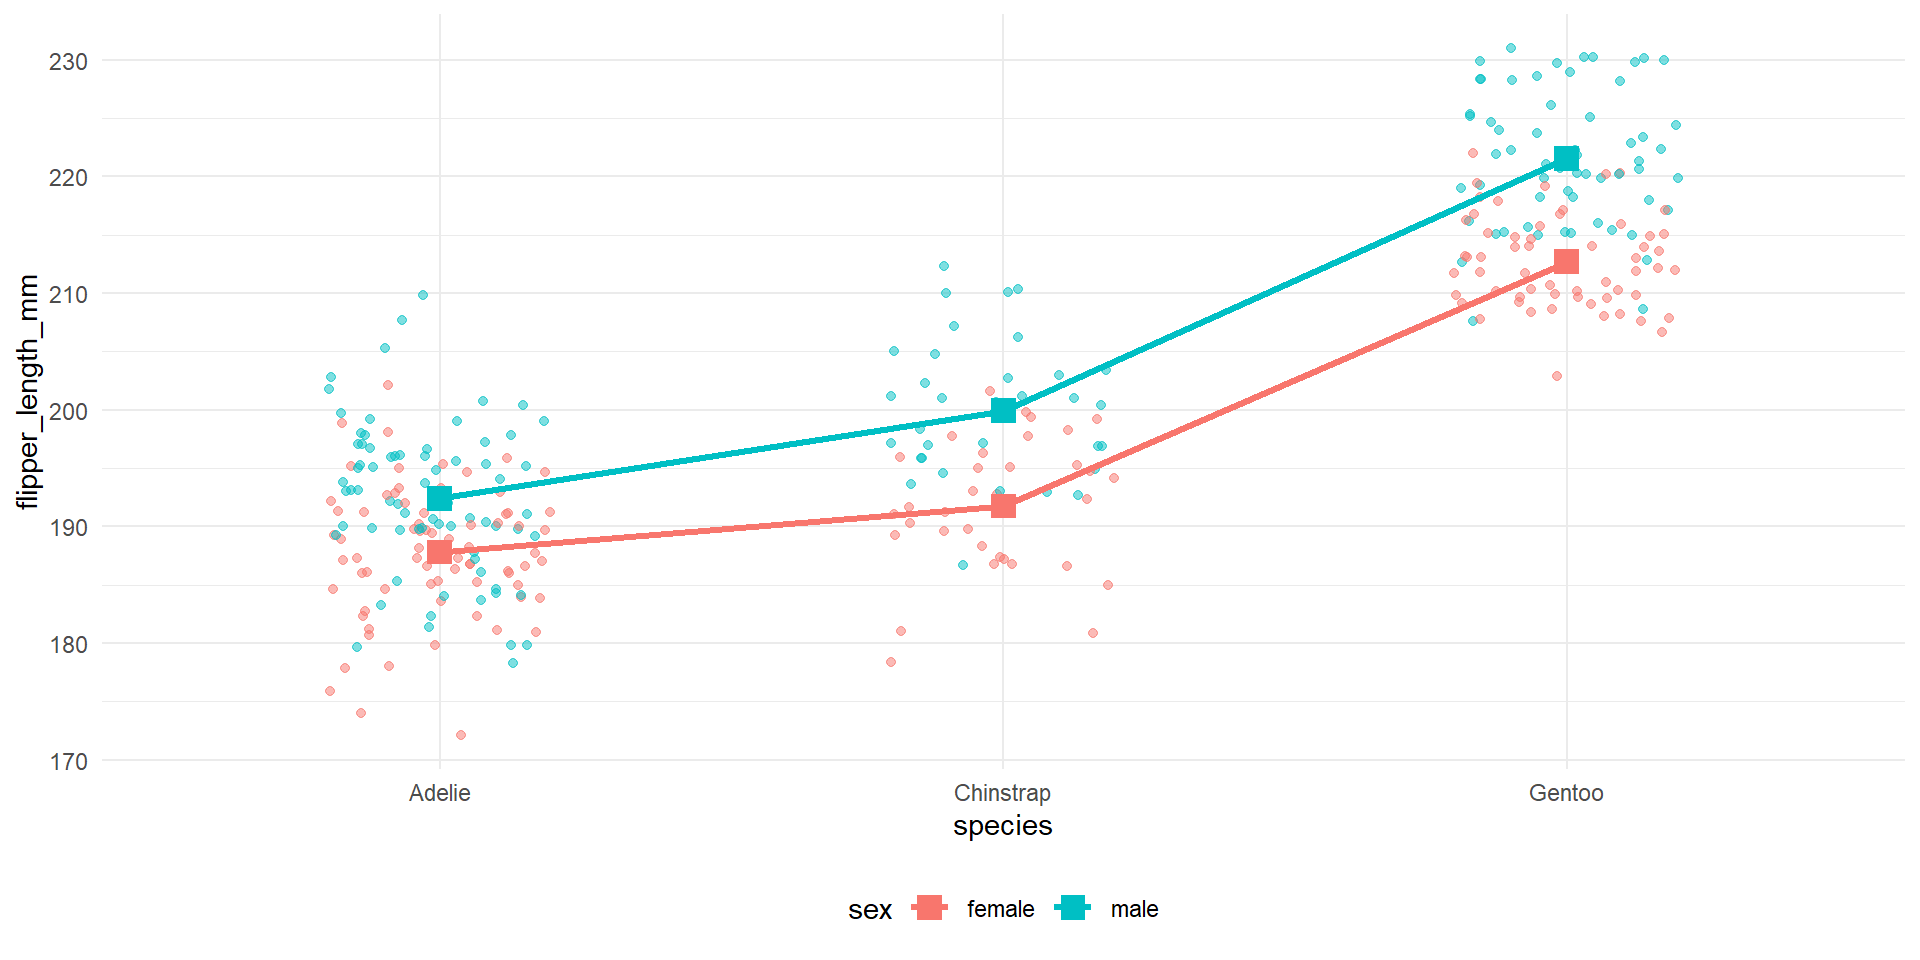 230
220
210
200
190
180
170
flipper_length_mm
Adelie Chinstrap Gentoo
species
sex female male